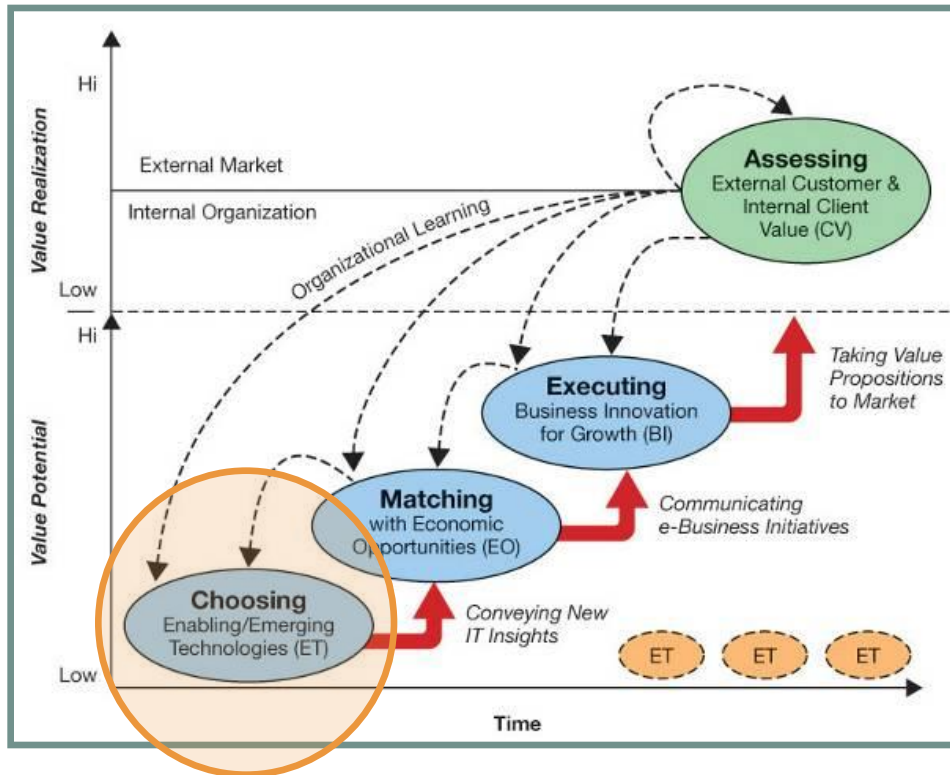 Hi
Value Realization
External Market
Internal Organization
Low
Organizational Learning
Assessing
External Customer &
Internal Client
Value (CV)
Hi
Value Potential
Low
Executing
Business Innovation
for Growth (BI)
Taking Value
Propositions
to Market
Matching
with Economic
Opportunities (EO)
Communicating
e-Business Initiatives
Choosing
Enabling/Emerging
Technologies (ET)
Conveying New
IT Insights
ET
ET
ET
Time